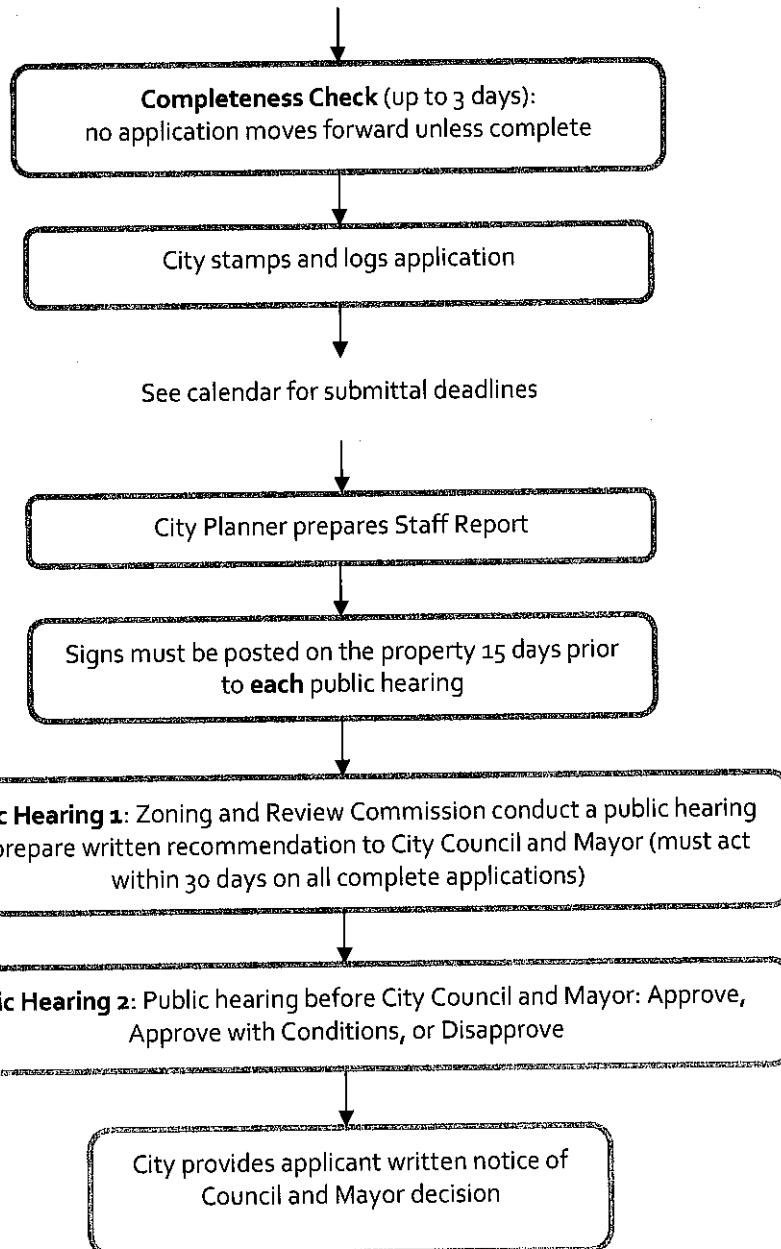 Completeness Check (up to 3 days):
no application moves forward unless complete
City stamps and logs application
See calendar for submittal deadlines
City Planner prepares Staff Report
Signs must be posted on the property 15 days prior
to each public hearing
c Hearing 1: Zoning and Review Commission conduct a public hearing
prepare written recommendation to City Council and Mayor (must act
within 30 days on all complete applications)
ic Hearing 2: Public hearing before City Council and Mayor: Approve,
Approve with Conditions, or Disapprove
City provides applicant written notice of
Council and Mayor decision